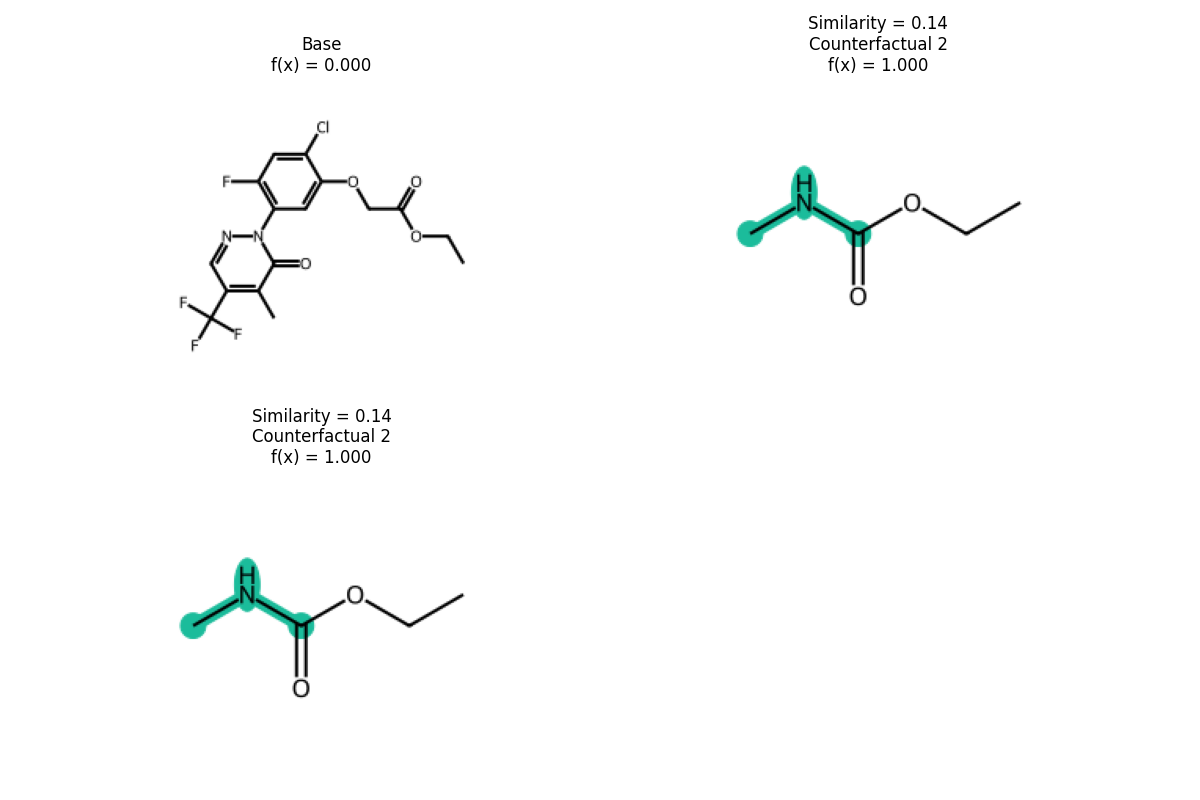 Base
f(x) = 0.000
Cl
F
O
O
O
N
N
O
F
F
F
Similarity = 0.14
Counterfactual 2
f(x) = 1.000
H
N
O
O
Similarity = 0.14
Counterfactual 2
f(x) = 1.000
H
N
O
O